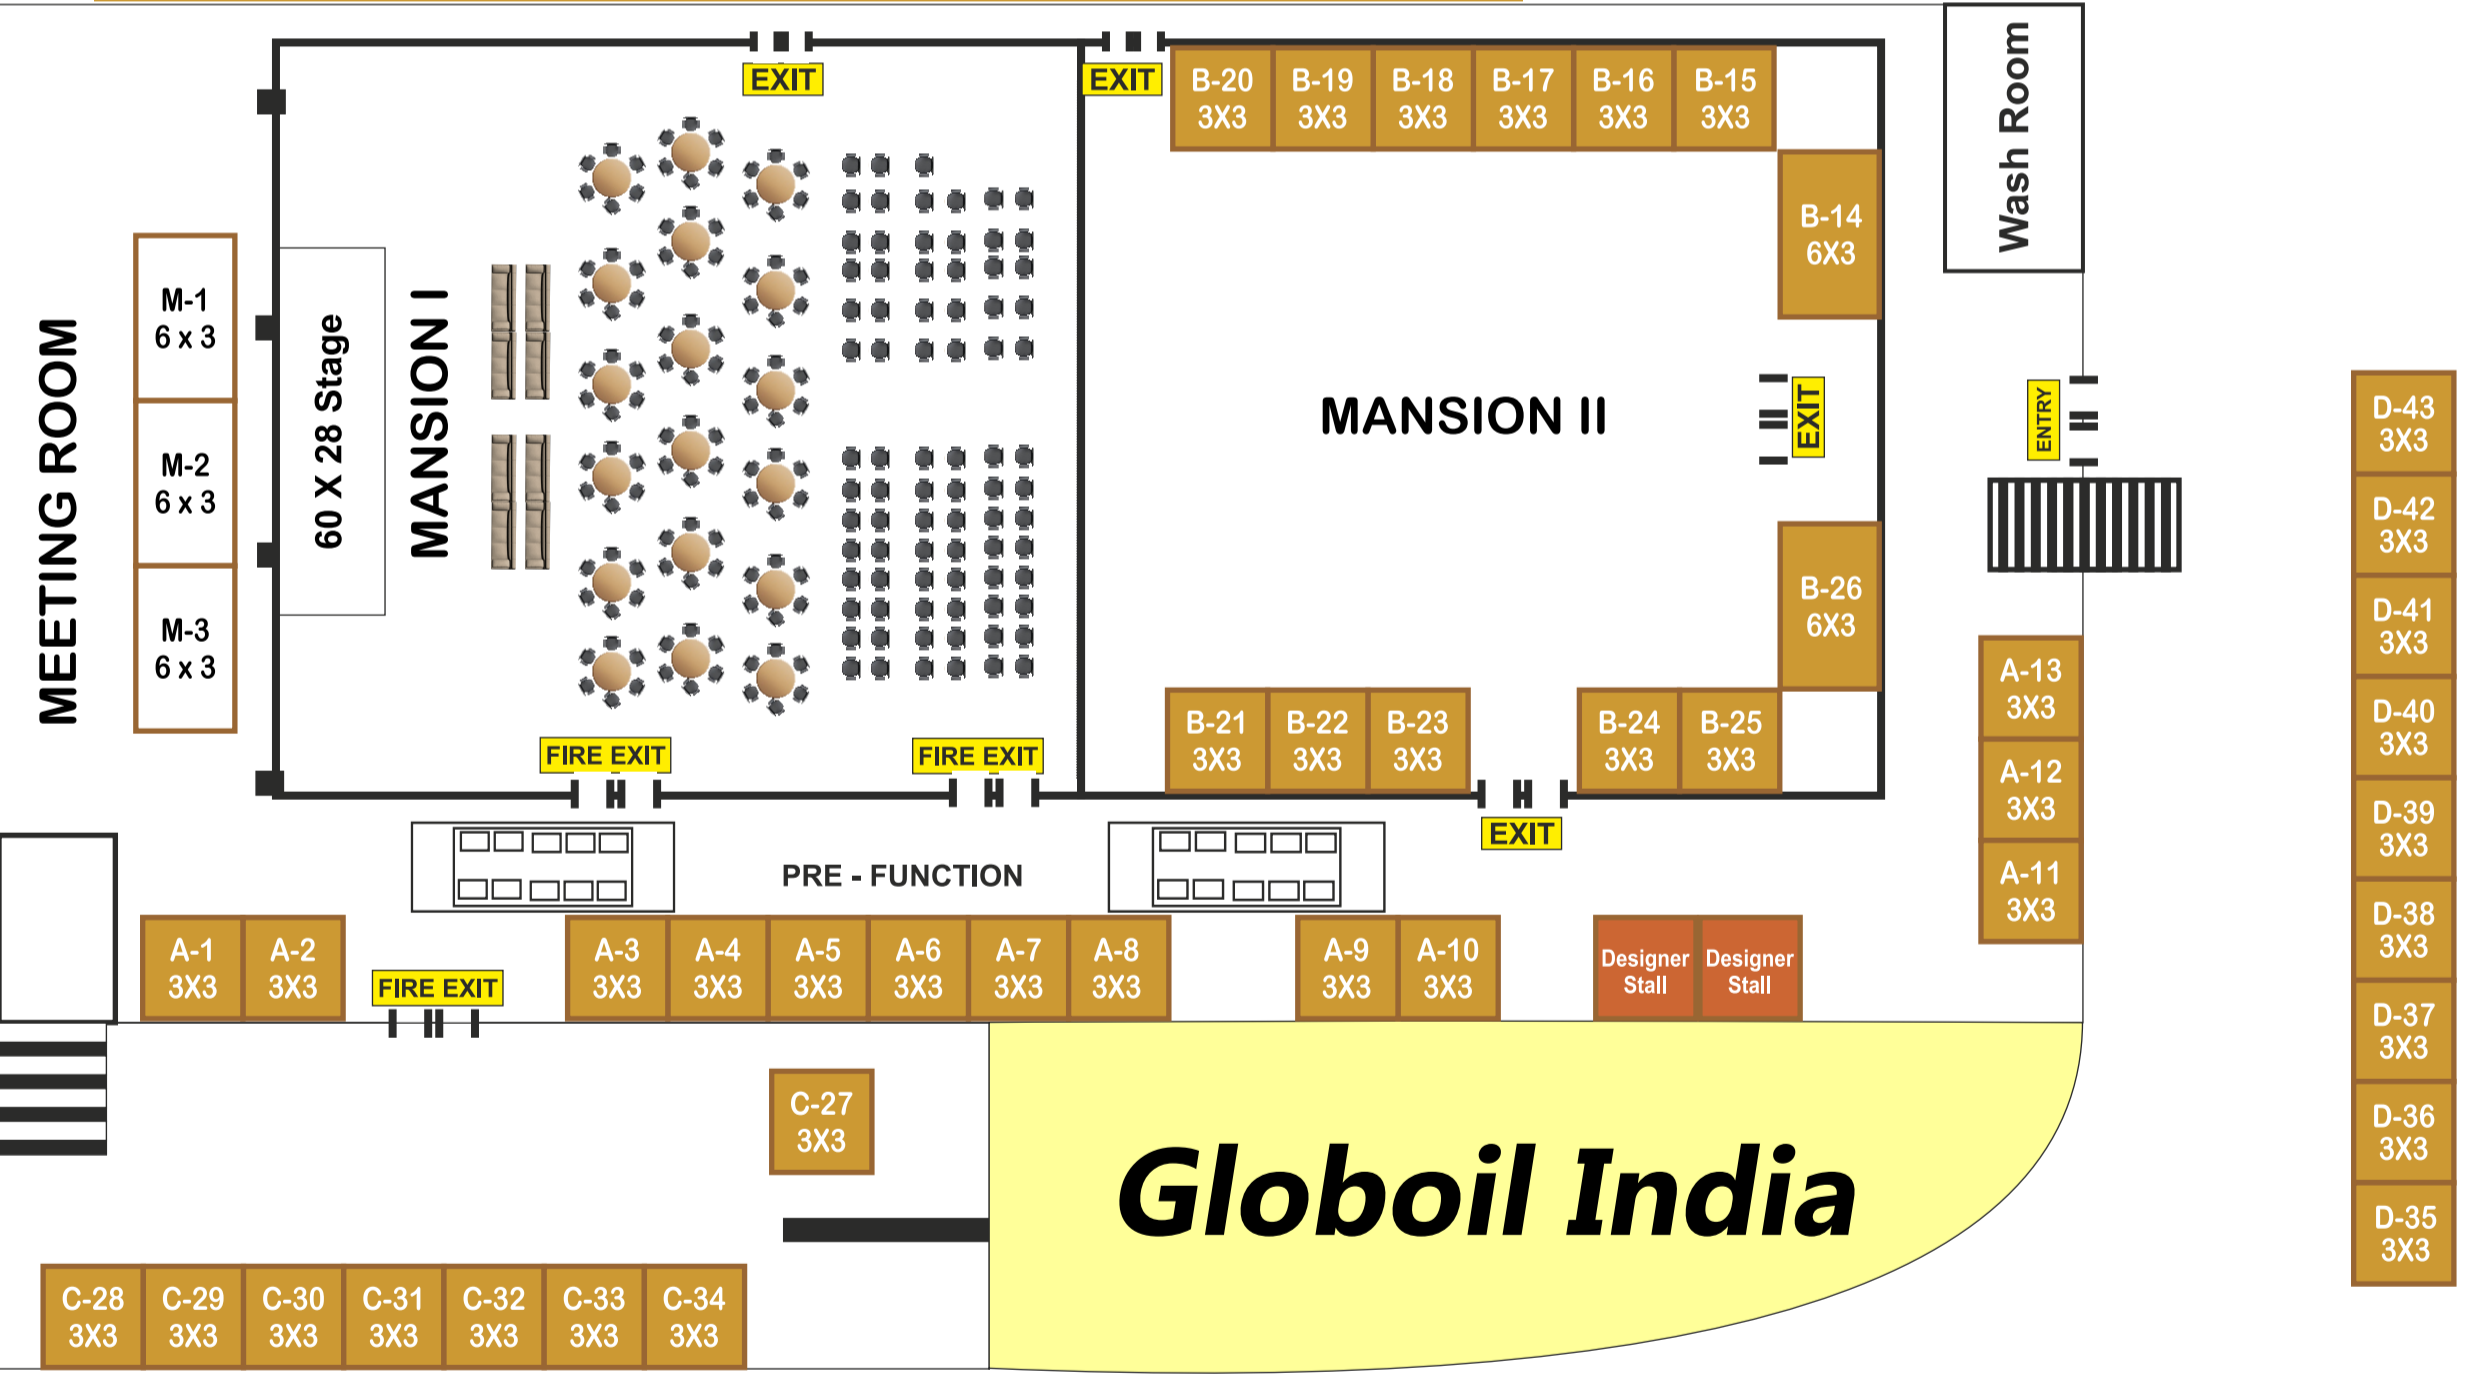 EXIT
EXIT
B-20
3X3
B-19
3X3
B-18
3X3
B-17
3X3
B-16
3X3
B-15
3X3
Wash Room
B-14
6X3
MEETING ROOM
M-1
6 x 3
M-2
6 x 3
M-3
6 x 3
60 X 28 Stage
MANSION I
MANSION II
EXIT
ENTRY
B-26
6X3
B-21
3X3
B-22
3X3
B-23
3X3
B-24
3X3
B-25
3X3
FIRE EXIT
FIRE EXIT
EXIT
PRE - FUNCTION
A-13
3X3
A-12
3X3
A-11
3X3
D-43
3X3
D-42
3X3
D-41
3X3
D-40
3X3
D-39
3X3
D-38
3X3
D-37
3X3
D-36
3X3
D-35
3X3
A-1
3X3
A-2
3X3
FIRE EXIT
A-3
3X3
A-4
3X3
A-5
3X3
A-6
3X3
A-7
3X3
A-8
3X3
A-9
3X3
A-10
3X3
Designer
Stall
Designer
Stall
C-27
3X3
Globoil India
C-28
3X3
C-29
3X3
C-30
3X3
C-31
3X3
C-32
3X3
C-33
3X3
C-34
3X3